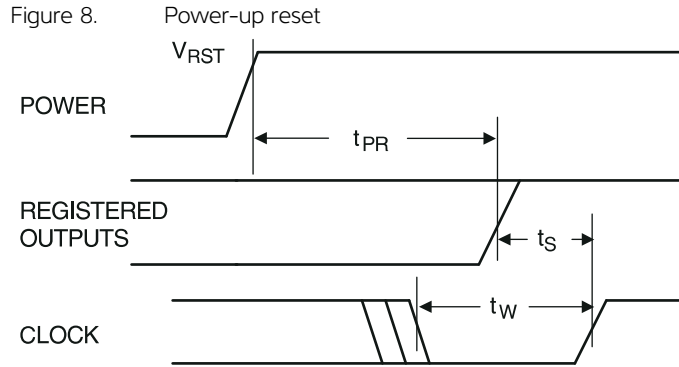 Figure 8. Power-up reset
VRST
POWER
tPR
REGISTERED
OUTPUTS
tS
tW
CLOCK